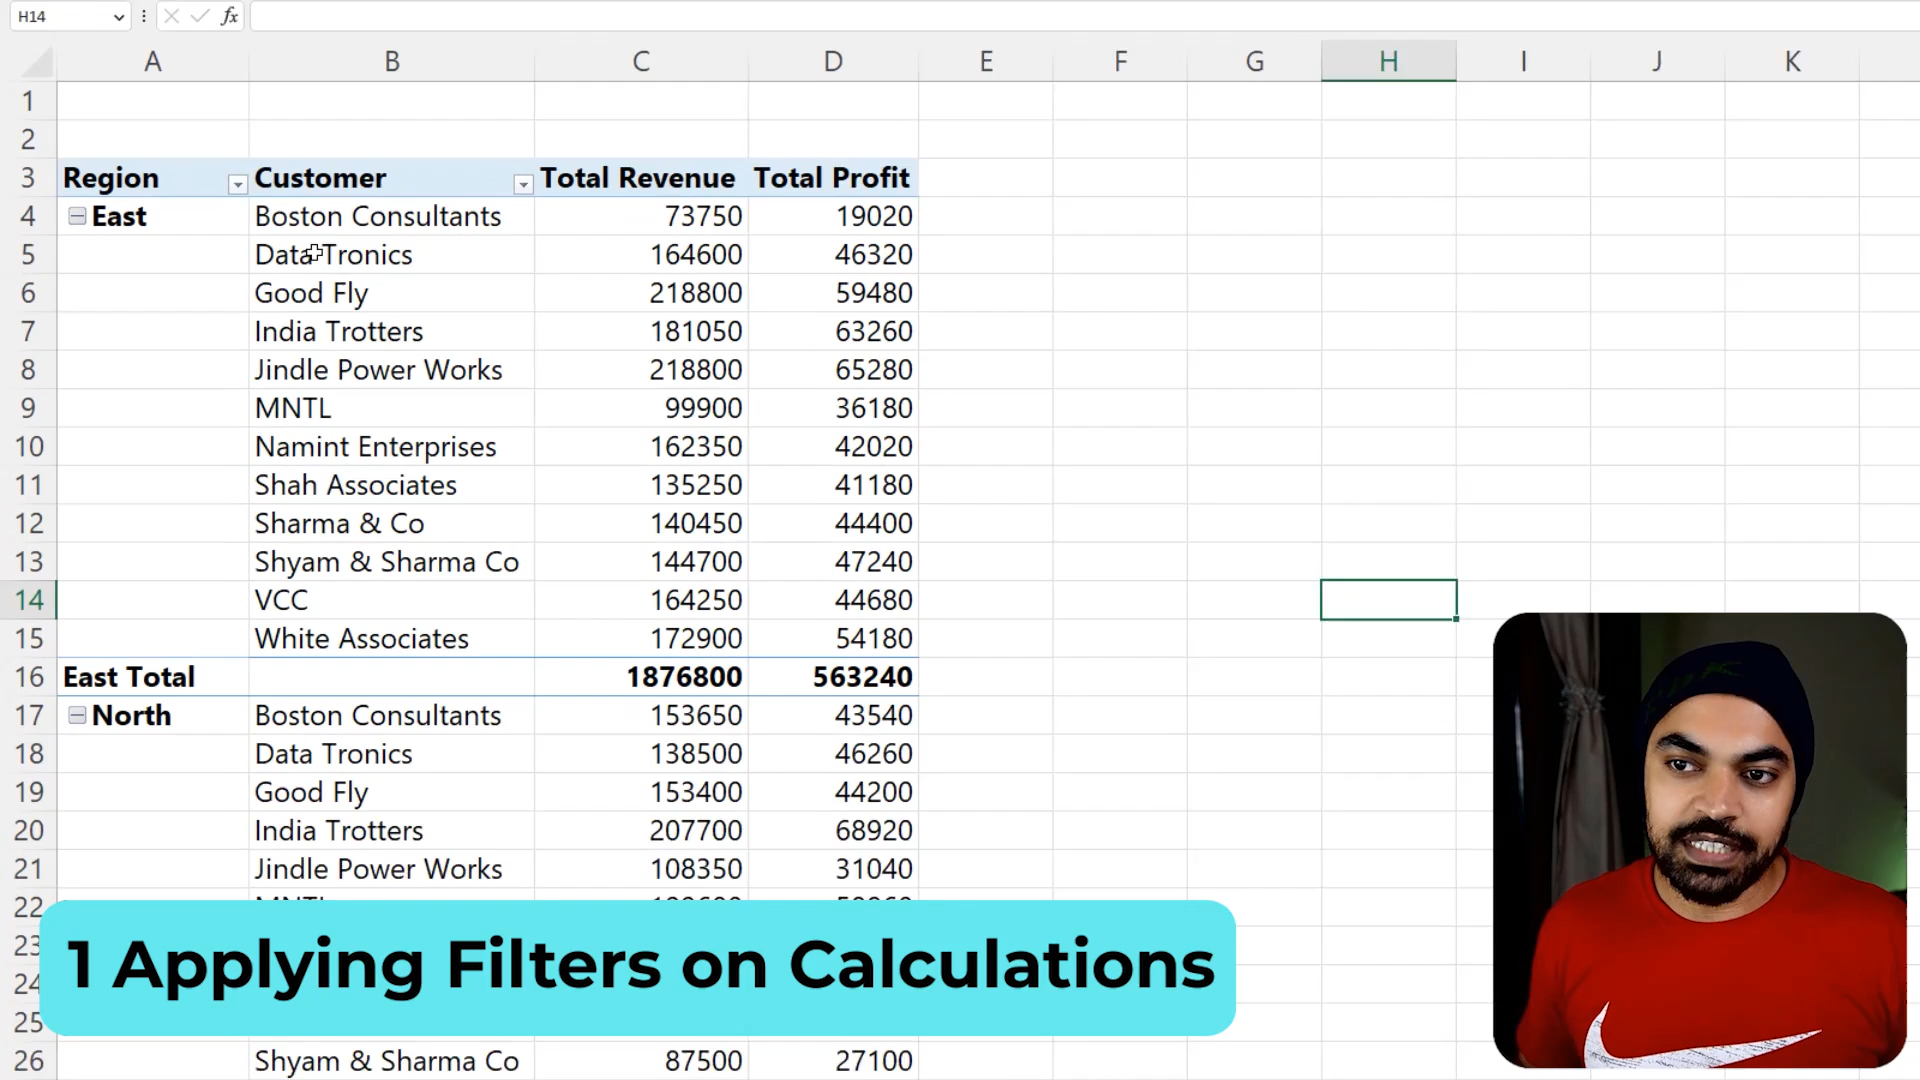 H14 fx
A B C D E F G H I J K
1
2
3 Region Customer Total Revenue Total Profit
4 East Boston Consultants 73750 19020
5 Data Tronics 164600 46320
6 Good Fly 218800 59480
7 India Trotters 181050 63260
8 Jindle Power Works 218800 65280
9 MNTL 99900 36180
10 Namint Enterprises 162350 42020
11 Shah Associates 135250 41180
12 Sharma & Co 140450 44400
13 Shyam & Sharma Co 144700 47240
14 VCC 164250 44680
15 White Associates 172900 54180
16 East Total 1876800 563240
17 North Boston Consultants 153650 43540
18 Data Tronics 138500 46260
19 Good Fly 153400 44200
20 India Trotters 207700 68920
21 Jindle Power Works 108350 31040
22 MNTL
23
24
25
1 Applying Filters on Calculations
26 Shyam & Sharma Co 87500 27100